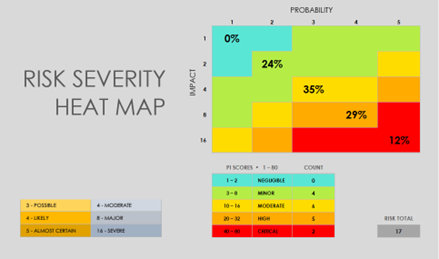 PROBABILITY
1 2 3 4 5
RISK SEVERITY
HEAT MAP
IMPACT
1 0%
2 24%
4 35%
8 29%
16 12%
PI SCORES • 1 – 80 COUNT
1 – 2 NEGLIGIBLE 0
3 – 8 MINOR 4
10 – 16 MODERATE 6
20 – 32 HIGH 5
CRITICAL 2
3 - POSSIBLE 4 - MODERATE
4 - LIKELY 8 - MAJOR
5 - ALMOST CERTAIN 16 - SEVERE
RISK TOTAL
17